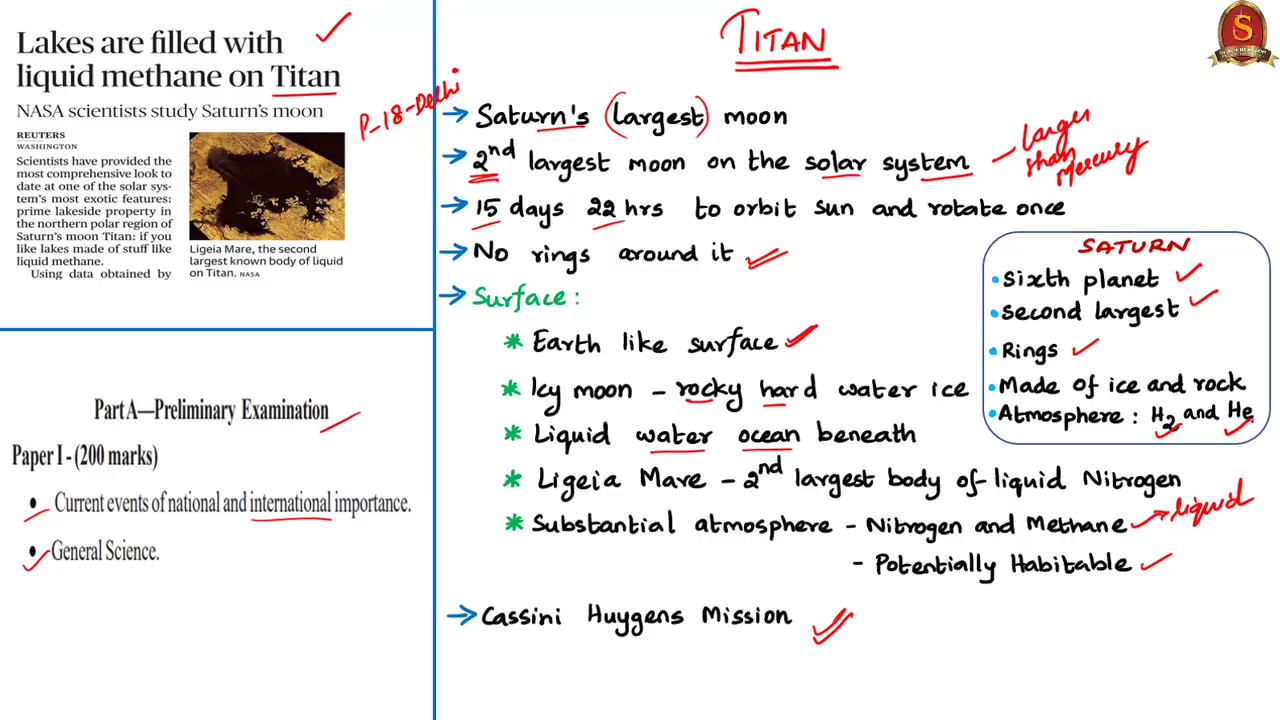 Lakes are filled with
liquid methane on Titan
NASA scientists study Saturn's moon
REUTERS
WASHINGTON
Scientists have provided the
most comprehensive look to
date at one of the solar sys-
tem's most exotic features:
prime lakeside property in
the northern polar region of
Saturn's moon Titan: if you
like lakes made of stuff like
liquid methane.
Using data obtained by
Ligeia Mare, the second
largest known body of liquid
on Titan. NASA
P-18-Delhi
Part A—Preliminary Examination
Paper I - (200 marks)
• Current events of national and international importance.
• General Science.
TITAN
→ Saturn's (largest) moon
→ 2nd largest moon on the solar system – larger than Mercury
→ 15 days 22 hrs to orbit sun and rotate once
→ No rings around it
→ Surface:
* Earth like surface
* Icy moon – rocky hard water ice
* Liquid water ocean beneath
* Ligeia Mare – 2nd largest body of liquid Nitrogen
* Substantial atmosphere – Nitrogen and Methane → liquid
– Potentially Habitable
→ Cassini Huygens Mission
SATURN
• Sixth planet
• Second largest
• Rings
• Made of ice and rock
• Atmosphere: H2 and He
S